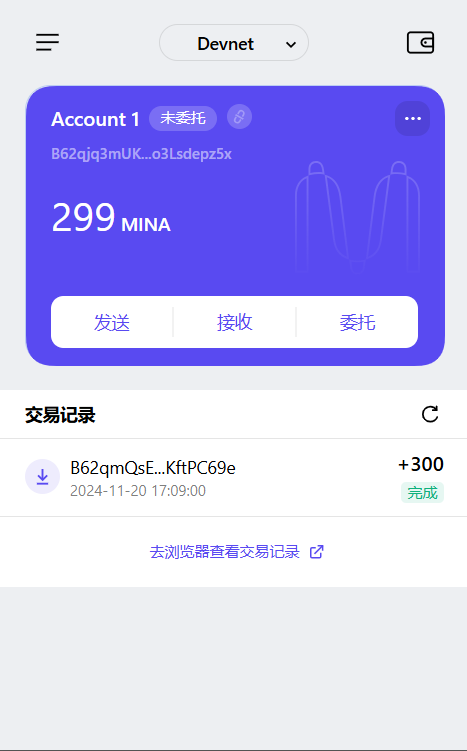 Devnet
Account 1 未委托
B62qjq3mUK...o3Lsdepz5x
299 MINA
发送 接收 委托
交易记录
B62qmQsE...KftPC69e +300
2024-11-20 17:09:00 完成
去浏览器查看交易记录